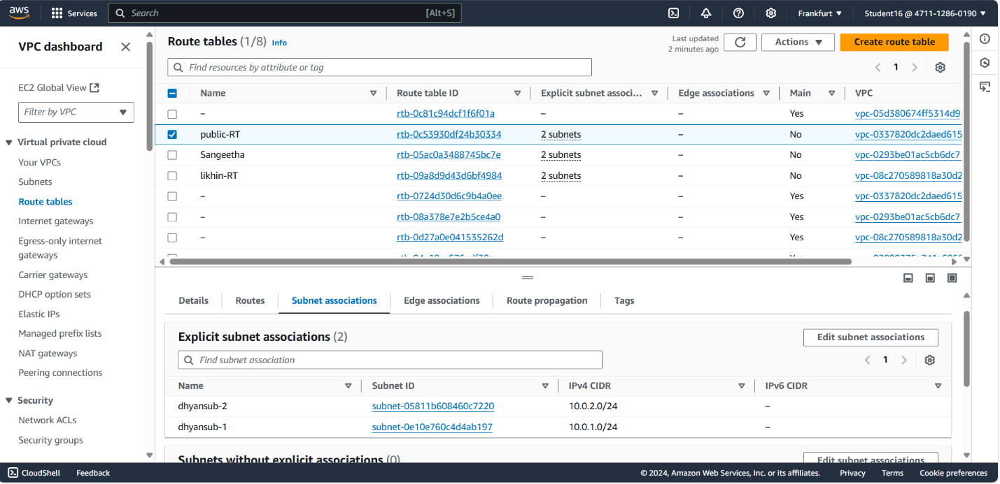 aws Services Search [Alt+S] Frankfurt Student16 @ 4711-1286-0190
VPC dashboard
EC2 Global View
Filter by VPC
Virtual private cloud
Your VPCs
Subnets
Route tables
Internet gateways
Egress-only internet
gateways
Carrier gateways
DHCP option sets
Elastic IPs
Managed prefix lists
NAT gateways
Peering connections
Security
Network ACLs
Security groups
Route tables (1/8) Info
Last updated
2 minutes ago
Actions
Create route table
Find resources by attribute or tag
1
Name Route table ID Explicit subnet associ... Edge associations Main VPC
– rtb-0c81c94dcf1f6f01a – – Yes vpc-05d380674ff5314d9
public-RT rtb-0c53930df24b30334 2 subnets – No vpc-0337820dc2daed615
Sangeetha rtb-05ac0a3488745bc7e 2 subnets – No vpc-0293be01ac5cb6dc7
likhin-RT rtb-09a8d9d43d6bf4984 2 subnets – No vpc-08c270589818a30d2
– rtb-0724d30d6c9b4a0ee – – Yes vpc-0337820dc2daed615
– rtb-08a378e7e2b5ce4a0 – – Yes vpc-0293be01ac5cb6dc7
– rtb-0d27a0e041535262d – – Yes vpc-08c270589818a30d2
Details Routes Subnet associations Edge associations Route propagation Tags
Explicit subnet associations (2)
Edit subnet associations
Find subnet association
1
Name Subnet ID IPv4 CIDR IPv6 CIDR
dhyansub-2 subnet-05811b608460c7220 10.0.2.0/24 –
dhyansub-1 subnet-0e10e760c4d4ab197 10.0.1.0/24 –
Subnets without explicit associations (0)
Edit subnet associations
CloudShell Feedback © 2024, Amazon Web Services, Inc. or its affiliates. Privacy Terms Cookie preferences